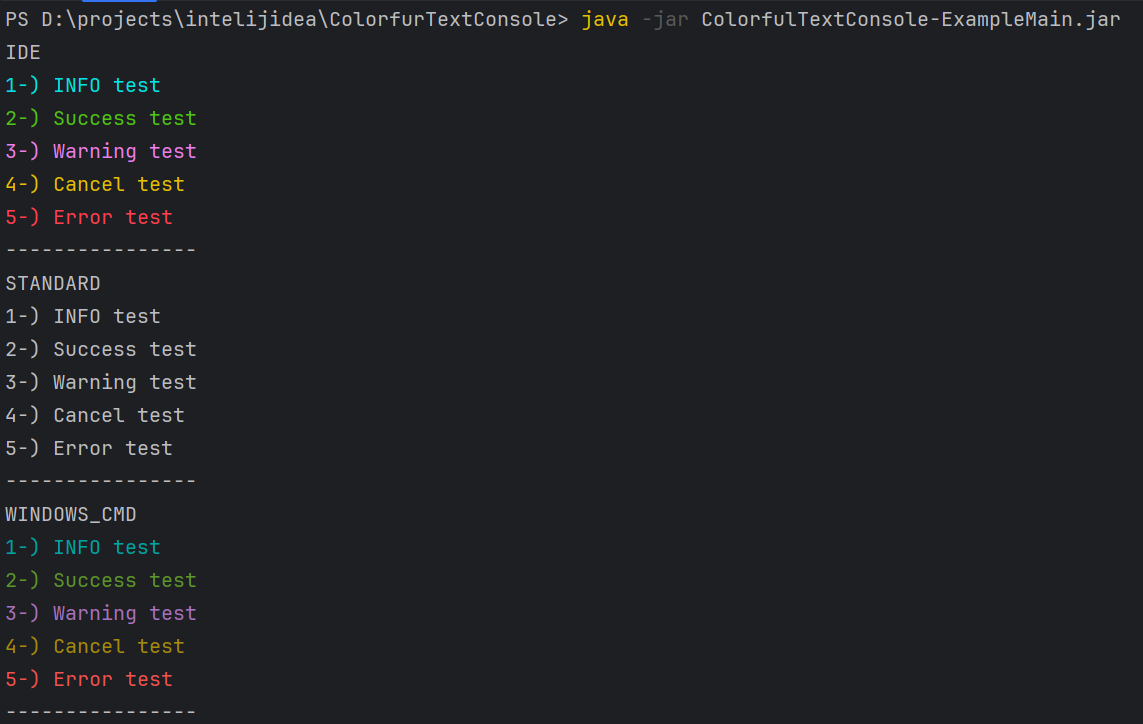 PS D:\projects\intelijidea\ColorfurTextConsole> java -jar ColorfulTextConsole-ExampleMain.jar
IDE
1-) INFO test
2-) Success test
3-) Warning test
4-) Cancel test
5-) Error test
----------------
STANDARD
1-) INFO test
2-) Success test
3-) Warning test
4-) Cancel test
5-) Error test
----------------
WINDOWS_CMD
1-) INFO test
2-) Success test
3-) Warning test
4-) Cancel test
5-) Error test
----------------